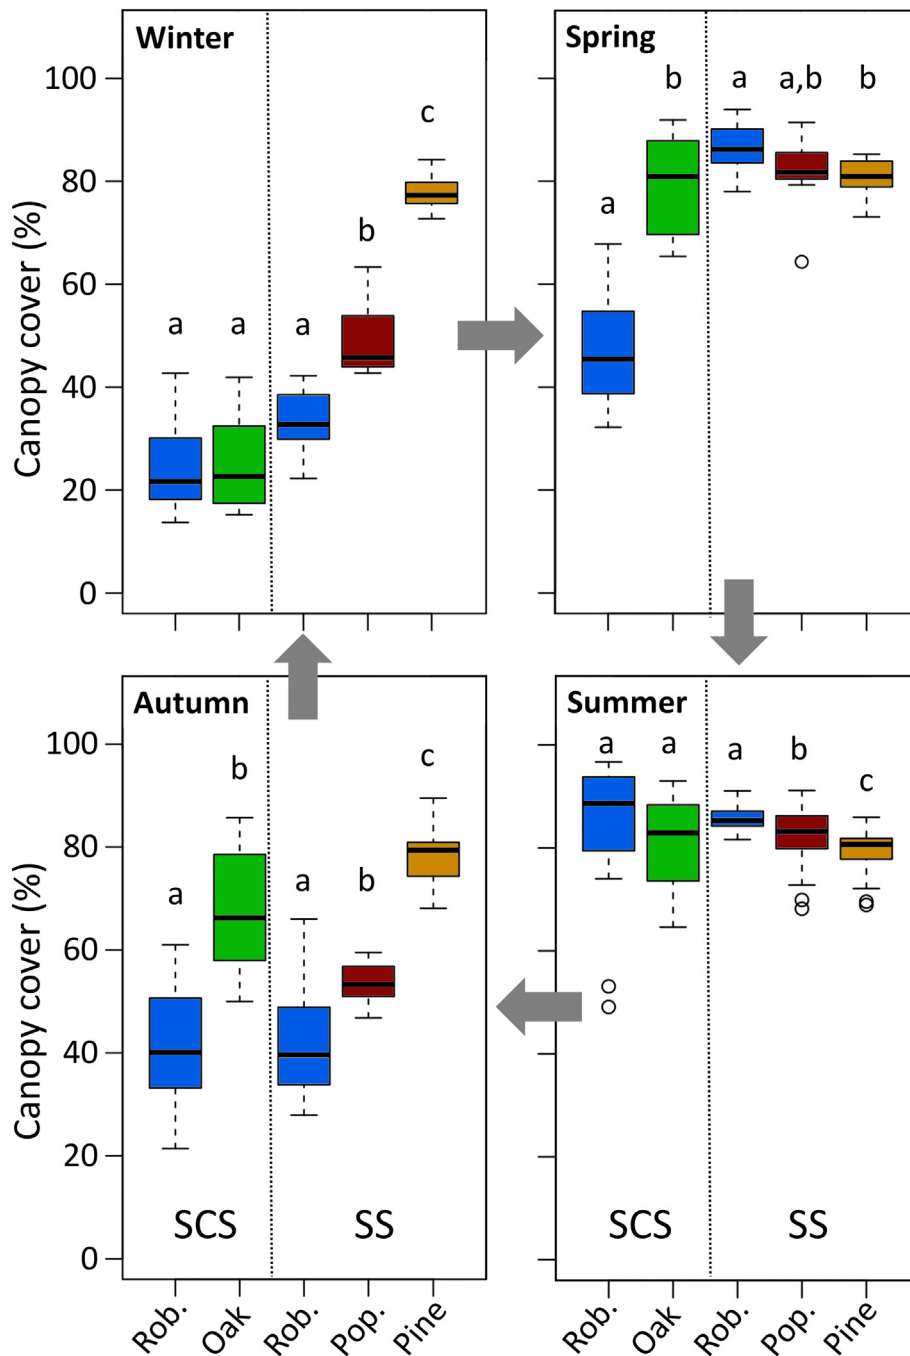 Winter
Spring
Canopy cover (%)
100
80
60
40
20
0
a
a
a
b
c
a
b
a
a,b
b
Autumn
Summer
Canopy cover (%)
100
80
60
40
20
0
a
b
a
b
c
a
a
a
b
c
SCS
SS
SCS
SS
Rob.
Oak
Rob.
Pop.
Pine
Rob.
Oak
Rob.
Pop.
Pine